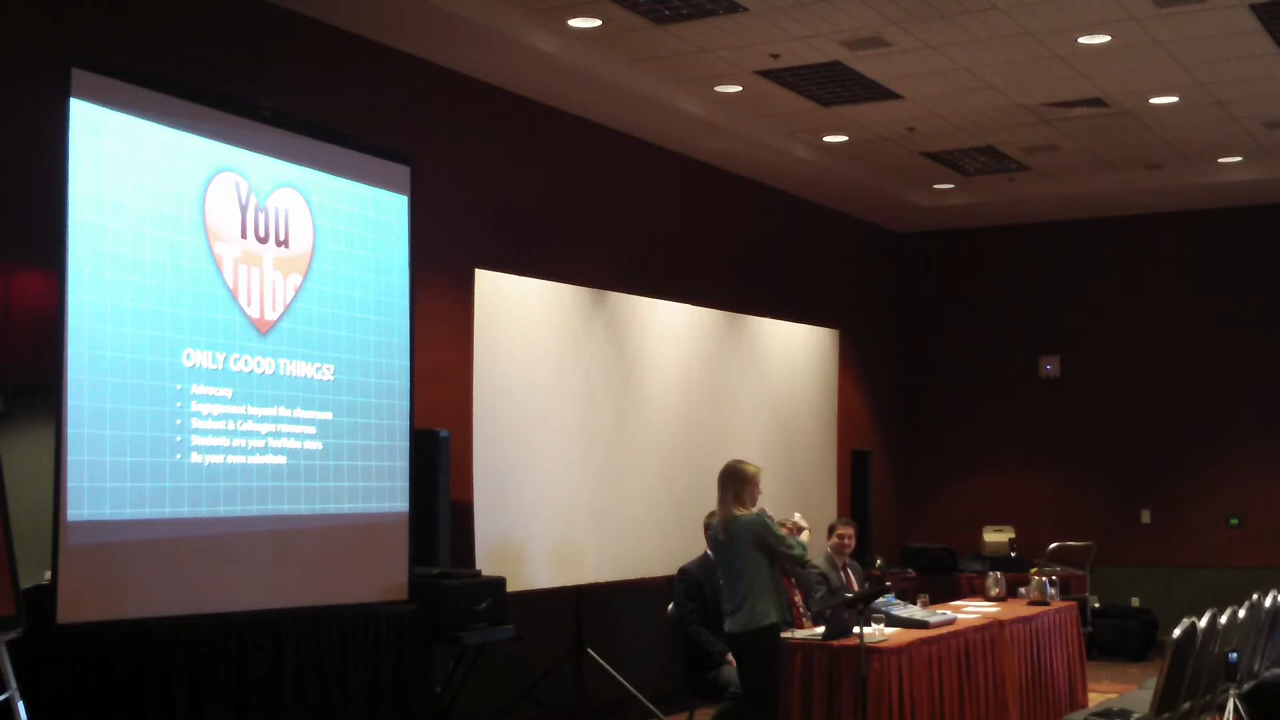 You
Tube
ONLY GOOD THINGS!
Advocacy
Engagement beyond the classroom
Student & Colleague resources
Students are your YouTube stars
Be your own substitute